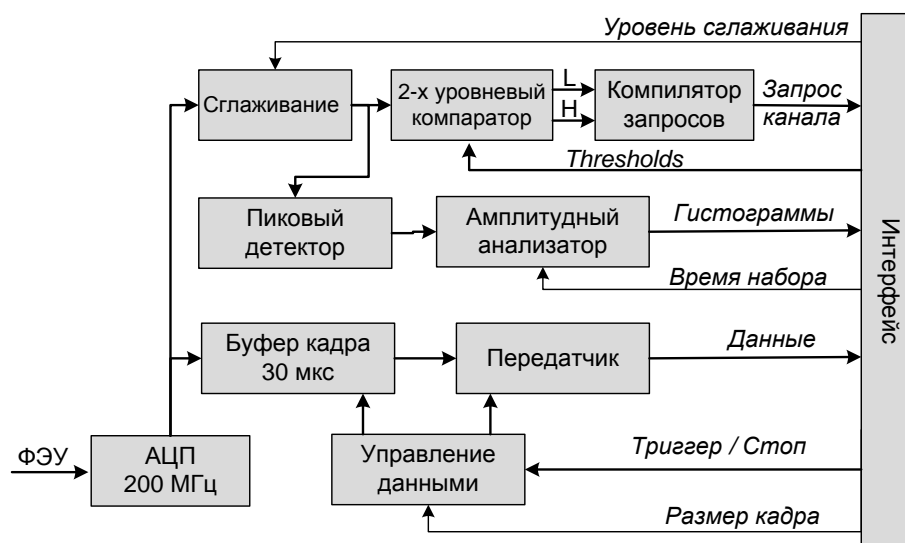 Уровень сглаживания
Сглаживание
2-х уровневый
компаратор
L
H
Компилятор
запросов
Запрос
канала
Thresholds
Пиковый
детектор
Амплитудный
анализатор
Гистограммы
Время набора
Интерфейс
Буфер кадра
30 мкс
Передатчик
Данные
ФЭУ
АЦП
200 МГц
Управление
данными
Триггер / Стоп
Размер кадра